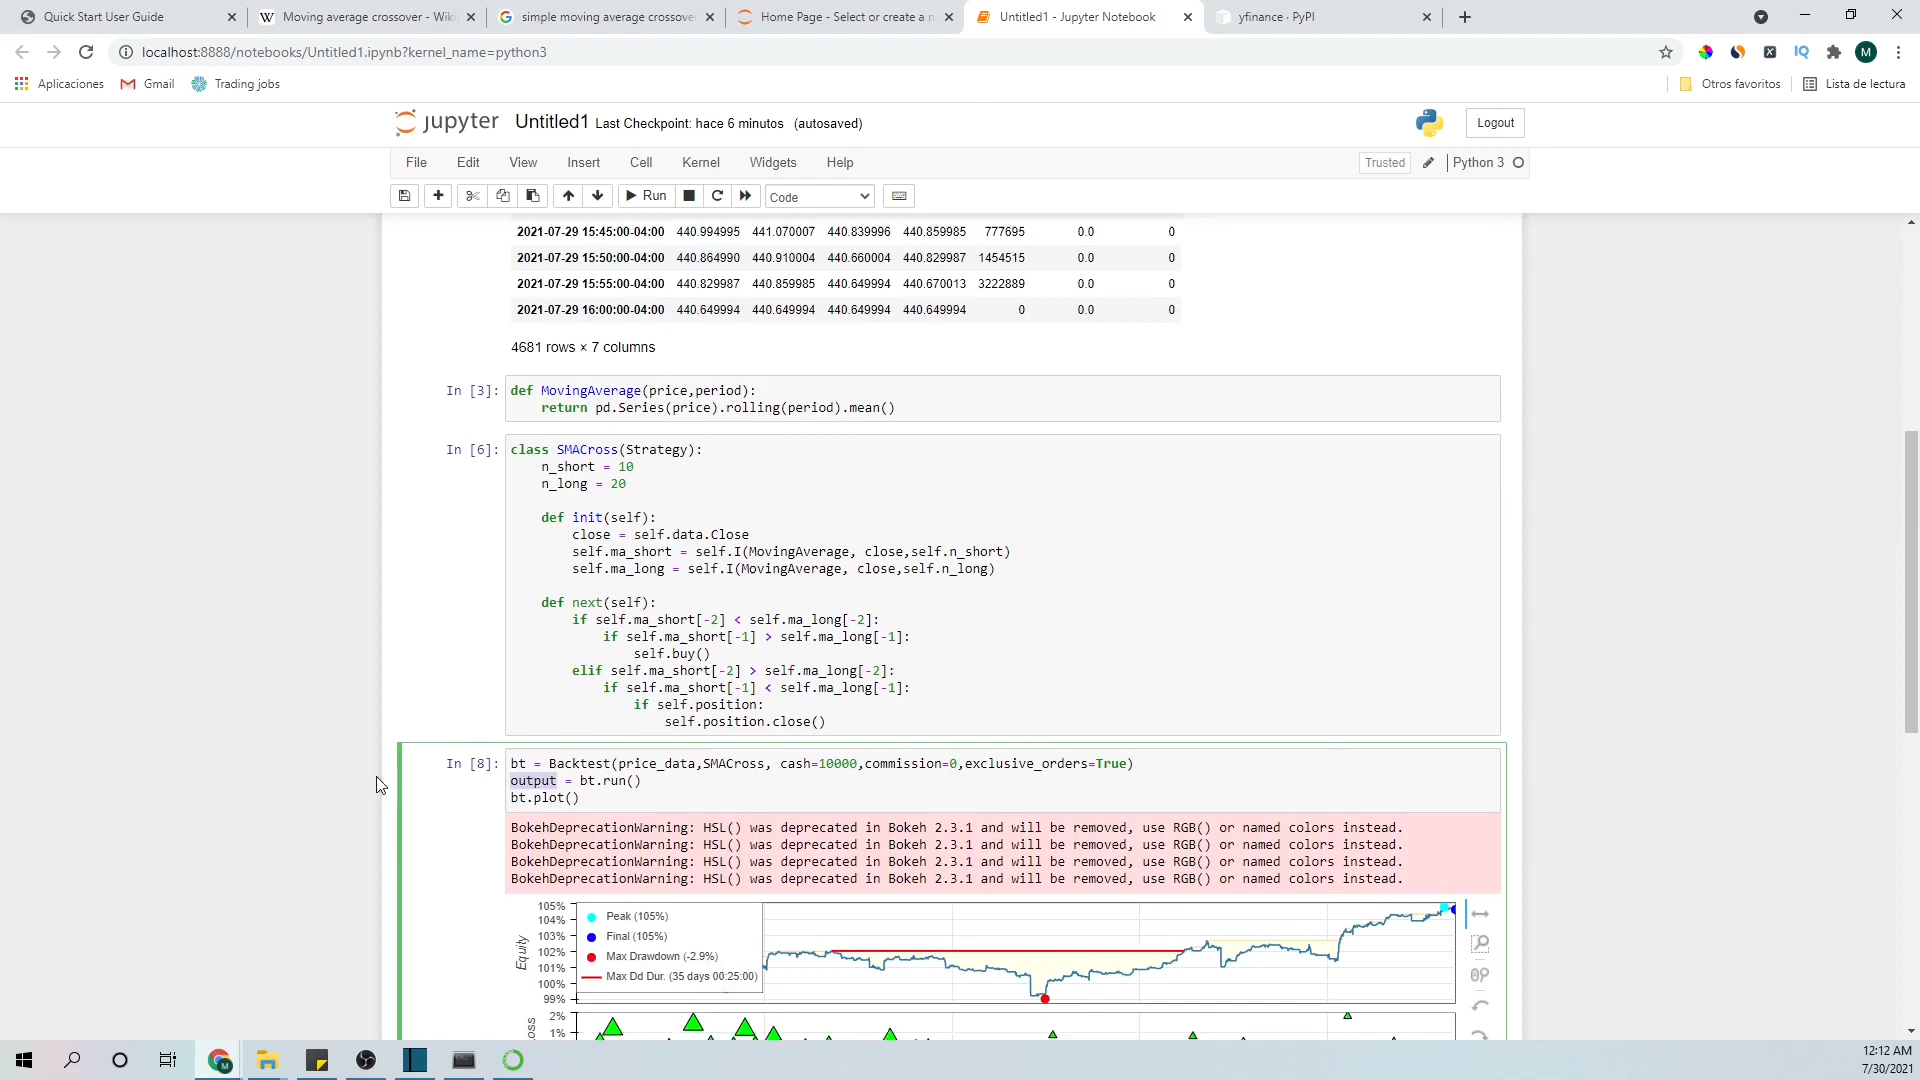 Quick Start User Guide
Moving average crossover - Wiki
simple moving average crossover
Home Page - Select or create a n
Untitled1 - Jupyter Notebook
yfinance · PyPI
localhost:8888/notebooks/Untitled1.ipynb?kernel_name=python3
Aplicaciones Gmail Trading jobs Otros favoritos Lista de lectura
jupyter Untitled1 Last Checkpoint: hace 6 minutos (autosaved) Logout
File Edit View Insert Cell Kernel Widgets Help Trusted Python 3
Run Code
2021-07-29 15:45:00-04:00 440.994995 441.070007 440.839996 440.859985 777695 0.0 0
2021-07-29 15:50:00-04:00 440.864990 440.910004 440.660004 440.829987 1454515 0.0 0
2021-07-29 15:55:00-04:00 440.829987 440.859985 440.649994 440.670013 3222889 0.0 0
2021-07-29 16:00:00-04:00 440.649994 440.649994 440.649994 440.649994 0 0.0 0
4681 rows × 7 columns
In [3]: def MovingAverage(price,period):
return pd.Series(price).rolling(period).mean()
In [6]: class SMACross(Strategy):
n_short = 10
n_long = 20
def init(self):
close = self.data.Close
self.ma_short = self.I(MovingAverage, close,self.n_short)
self.ma_long = self.I(MovingAverage, close,self.n_long)
def next(self):
if self.ma_short[-2] < self.ma_long[-2]:
if self.ma_short[-1] > self.ma_long[-1]:
self.buy()
elif self.ma_short[-2] > self.ma_long[-2]:
if self.ma_short[-1] < self.ma_long[-1]:
if self.position:
self.position.close()
In [8]: bt = Backtest(price_data,SMACross, cash=10000,commission=0,exclusive_orders=True)
output = bt.run()
bt.plot()
BokehDeprecationWarning: HSL() was deprecated in Bokeh 2.3.1 and will be removed, use RGB() or named colors instead.
BokehDeprecationWarning: HSL() was deprecated in Bokeh 2.3.1 and will be removed, use RGB() or named colors instead.
BokehDeprecationWarning: HSL() was deprecated in Bokeh 2.3.1 and will be removed, use RGB() or named colors instead.
BokehDeprecationWarning: HSL() was deprecated in Bokeh 2.3.1 and will be removed, use RGB() or named colors instead.
Equity
105%
104%
103%
102%
101%
100%
99%
Peak (105%)
Final (105%)
Max Drawdown (-2.9%)
Max Dd Dur. (35 days 00:25:00)
2%
1%
12:12 AM
7/30/2021